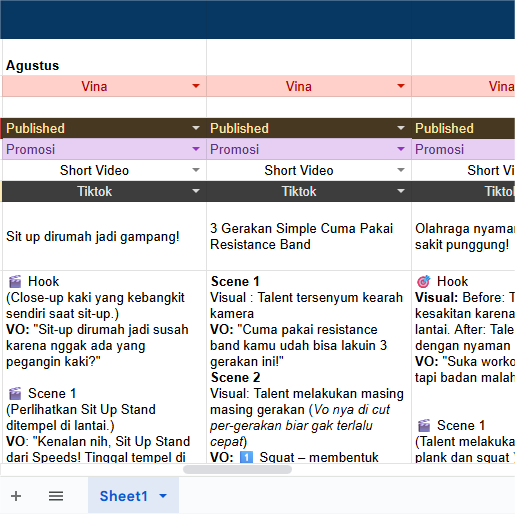 Agustus
Vina
Vina
Vina
Published
Published
Published
Promosi
Promosi
Promosi
Short Video
Short Video
Short Vi
Tiktok
Tiktok
Sit up dirumah jadi gampang!
3 Gerakan Simple Cuma Pakai
Resistance Band
Olahraga nyama
sakit punggung!
🎬 Hook
(Close-up kaki yang kebangkit
sendiri saat sit-up.)
VO: "Sit-up dirumah jadi susah
karena nggak ada yang
pegangin kaki?"
🎬 Scene 1
(Perlihatkan Sit Up Stand
ditempel di lantai.)
VO: "Kenalan nih, Sit Up Stand
dari Speeds! Tinggal tempel di
Scene 1
Visual : Talent tersenyum kearah
kamera
VO: "Cuma pakai resistance
band kamu udah bisa lakuin 3
gerakan ini!"
Scene 2
Visual: Talent melakukan masing
masing gerakan (Vo nya di cut
per-gerakan biar gak terlalu
cepat)
VO: 1️⃣ Squat – membentuk
🎯 Hook
Visual: Before: T
kesakitan karena
lantai. After: Tale
dengan nyaman
VO: "Suka worko
tapi badan malah
🎬 Scene 1
(Talent melakuka
plank dan squat
Sheet1